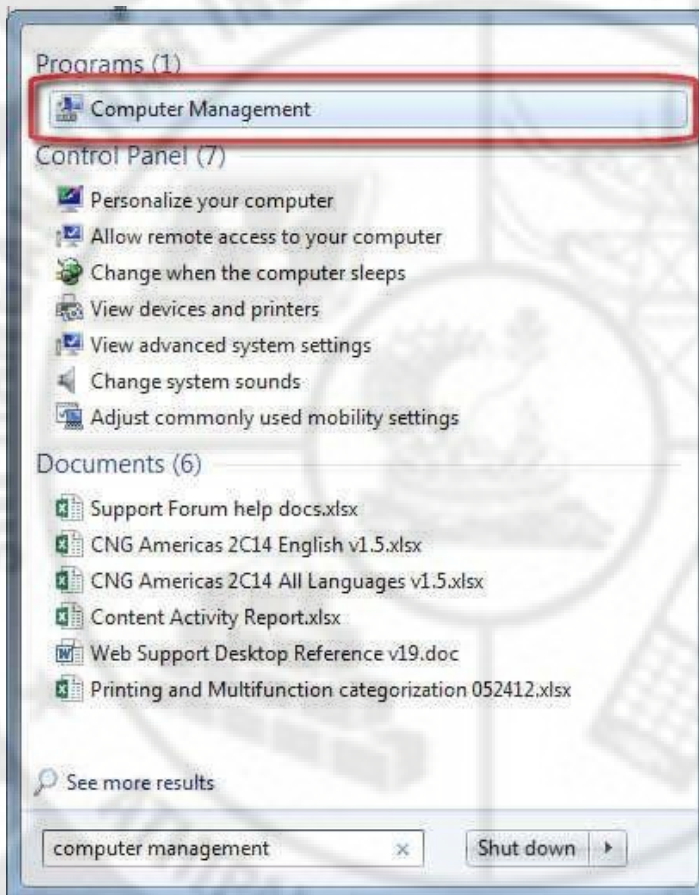 Programs (1)
Computer Management
Control Panel (7)
Personalize your computer
Allow remote access to your computer
Change when the computer sleeps
View devices and printers
View advanced system settings
Change system sounds
Adjust commonly used mobility settings
Documents (6)
Support Forum help docs.xlsx
CNG Americas 2C14 English v1.5.xlsx
CNG Americas 2C14 All Languages v1.5.xlsx
Content Activity Report.xlsx
Web Support Desktop Reference v19.doc
Printing and Multifunction categorization 052412.xlsx
See more results
computer management
Shut down